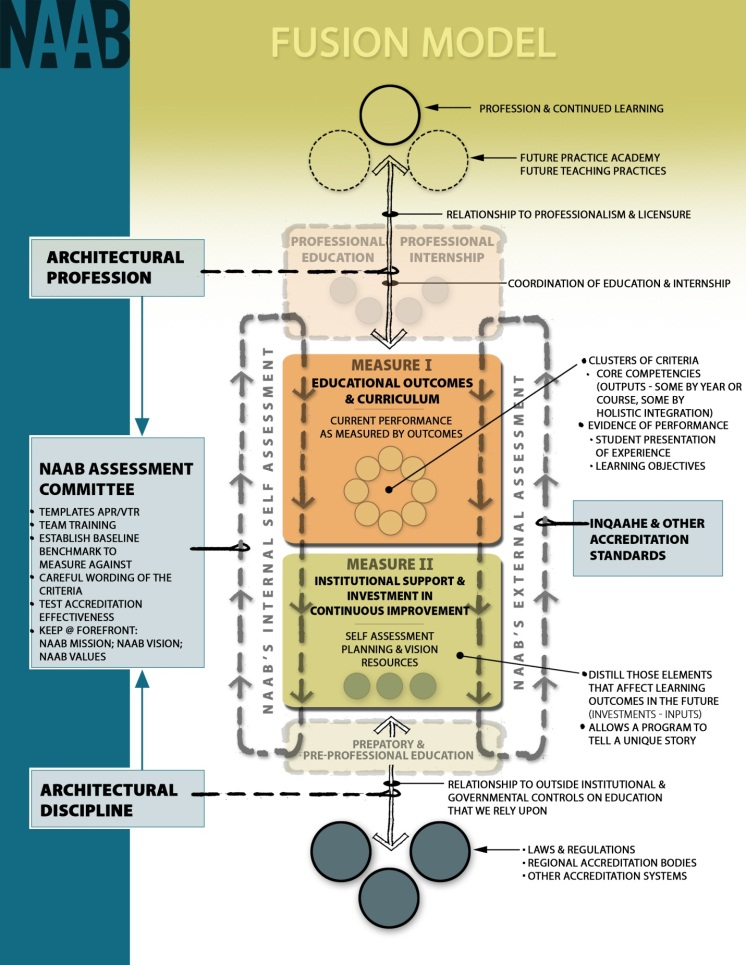 NAAB
FUSION MODEL
PROFESSION & CONTINUED LEARNING
FUTURE PRACTICE ACADEMY
FUTURE TEACHING PRACTICES
RELATIONSHIP TO PROFESSIONALISM & LICENSURE
PROFESSIONAL
EDUCATION
PROFESSIONAL
INTERNSHIP
ARCHITECTURAL
PROFESSION
COORDINATION OF EDUCATION & INTERNSHIP
NAAB'S INTERNAL SELF ASSESSMENT
MEASURE I
EDUCATIONAL OUTCOMES
& CURRICULUM
CURRENT PERFORMANCE
AS MEASURED BY OUTCOMES
NAAB'S EXTERNAL ASSESSMENT
• CLUSTERS OF CRITERIA
• CORE COMPETENCIES
(OUTPUTS - SOME BY YEAR OR
COURSE, SOME BY
HOLISTIC INTEGRATION)
• EVIDENCE OF PERFORMANCE
• STUDENT PRESENTATION
OF EXPERIENCE
• LEARNING OBJECTIVES
NAAB ASSESSMENT
COMMITTEE
• TEMPLATES APR/VTR
• TEAM TRAINING
• ESTABLISH BASELINE
BENCHMARK TO
MEASURE AGAINST
• CAREFUL WORDING OF THE
CRITERIA
• TEST ACCREDITATION
EFFECTIVENESS
• KEEP @ FOREFRONT:
NAAB MISSION; NAAB VISION;
NAAB VALUES
INQAAHE & OTHER
ACCREDITATION
STANDARDS
MEASURE II
INSTITUTIONAL SUPPORT &
INVESTMENT IN
CONTINUOUS IMPROVEMENT
SELF ASSESSMENT
PLANNING & VISION
RESOURCES
• DISTILL THOSE ELEMENTS
THAT AFFECT LEARNING
OUTCOMES IN THE FUTURE
(INVESTMENTS - INPUTS)
• ALLOWS A PROGRAM TO
TELL A UNIQUE STORY
PREPATORY &
PRE-PROFESSIONAL EDUCATION
ARCHITECTURAL
DISCIPLINE
RELATIONSHIP TO OUTSIDE INSTITUTIONAL &
GOVERNMENTAL CONTROLS ON EDUCATION
THAT WE RELY UPON
• LAWS & REGULATIONS
• REGIONAL ACCREDITATION BODIES
• OTHER ACCREDITATION SYSTEMS